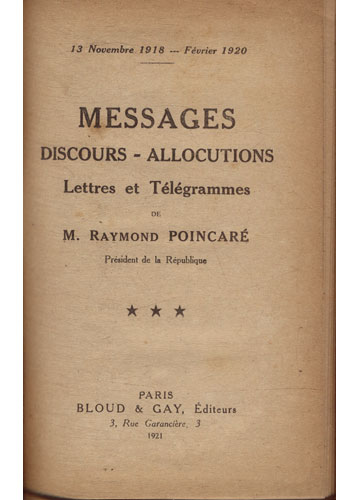 13 Novembre 1918 — Février 1920
MESSAGES
DISCOURS - ALLOCUTIONS
Lettres et Télégrammes
DE
M. RAYMOND POINCARÉ
Président de la République
★ ★ ★
PARIS
BLOUD & GAY, Éditeurs
3, Rue Garancière, 3
1921